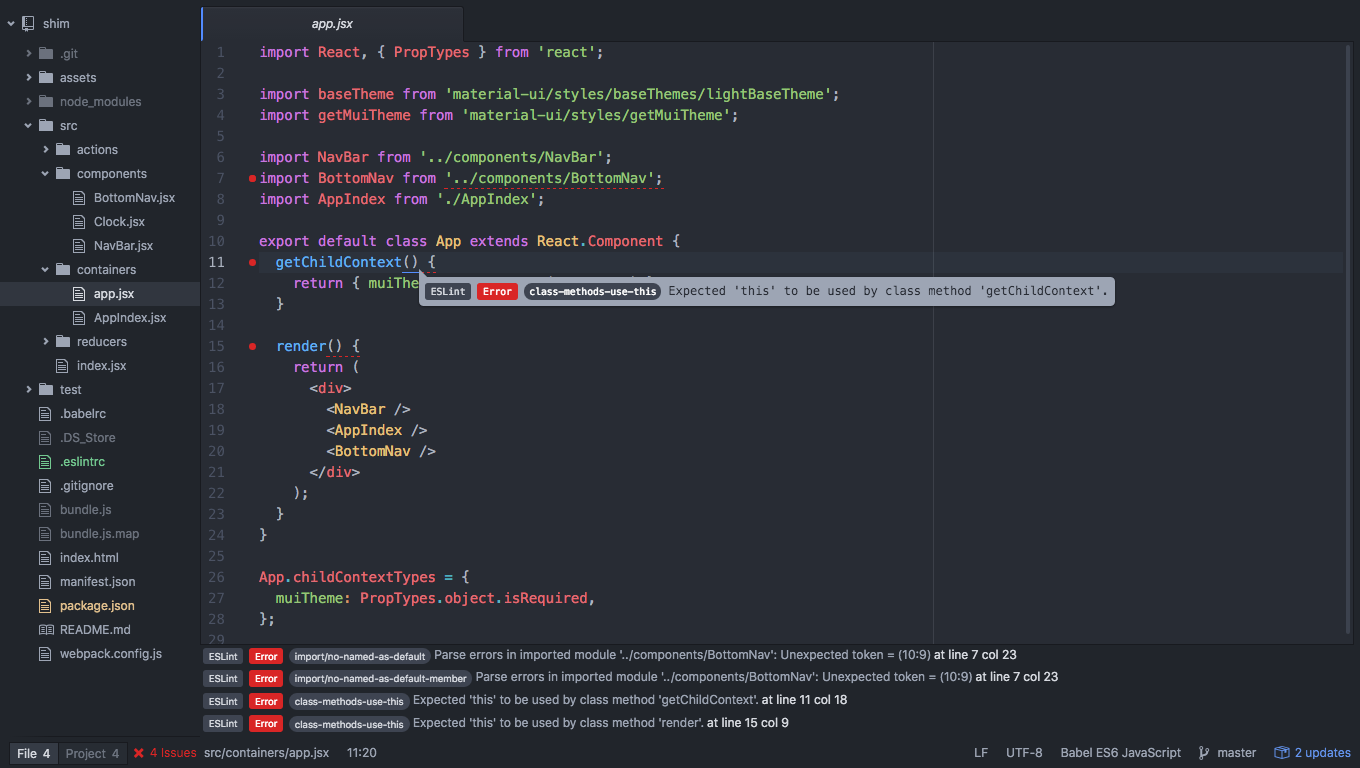 shim
.git
assets
node_modules
src
actions
components
BottomNav.jsx
Clock.jsx
NavBar.jsx
containers
app.jsx
AppIndex.jsx
reducers
index.jsx
test
.babelrc
.DS_Store
.eslintrc
.gitignore
bundle.js
bundle.js.map
index.html
manifest.json
package.json
README.md
webpack.config.js
app.jsx
1 import React, { PropTypes } from 'react';
2
3 import baseTheme from 'material-ui/styles/baseThemes/lightBaseTheme';
4 import getMuiTheme from 'material-ui/styles/getMuiTheme';
5
6 import NavBar from '../components/NavBar';
7 import BottomNav from '../components/BottomNav';
8 import AppIndex from './AppIndex';
9
10 export default class App extends React.Component {
11 getChildContext() {
12 return { muiThe
ESLint Error class-methods-use-this Expected 'this' to be used by class method 'getChildContext'.
13 }
14
15 render() {
16 return (
17 <div>
18 <NavBar />
19 <AppIndex />
20 <BottomNav />
21 </div>
22 );
23 }
24 }
25
26 App.childContextTypes = {
27 muiTheme: PropTypes.object.isRequired,
28 };
29
ESLint Error import/no-named-as-default Parse errors in imported module '../components/BottomNav': Unexpected token = (10:9) at line 7 col 23
ESLint Error import/no-named-as-default-member Parse errors in imported module '../components/BottomNav': Unexpected token = (10:9) at line 7 col 23
ESLint Error class-methods-use-this Expected 'this' to be used by class method 'getChildContext'. at line 11 col 18
ESLint Error class-methods-use-this Expected 'this' to be used by class method 'render'. at line 15 col 9
File 4 Project 4 4 Issues src/containers/app.jsx 11:20 LF UTF-8 Babel ES6 JavaScript master 2 updates